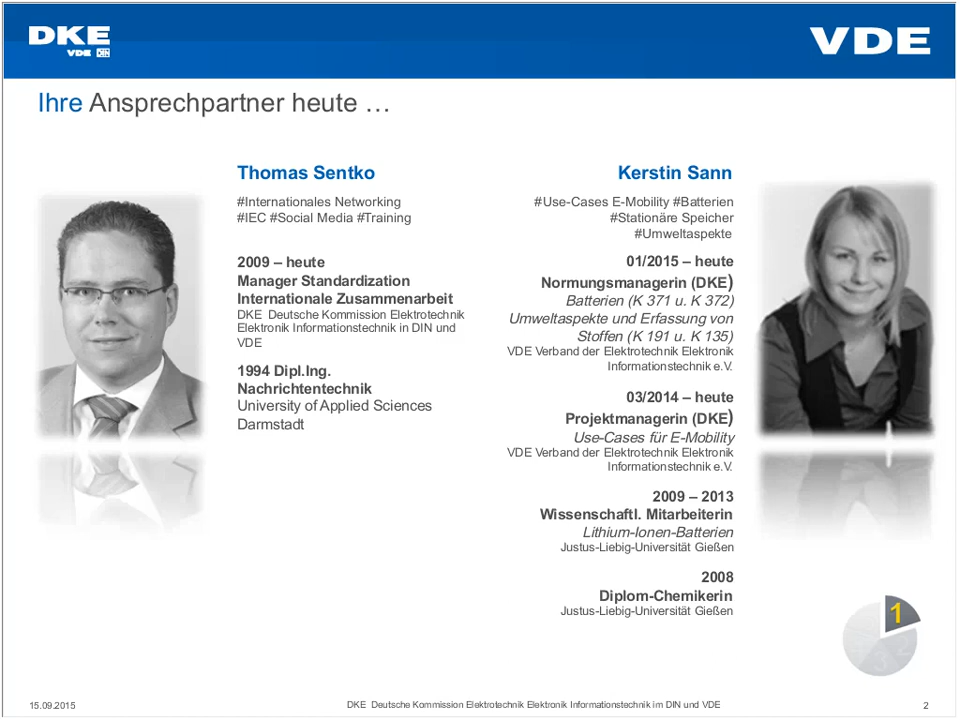 DKE
VDE DIN
VDE
Ihre Ansprechpartner heute …
Thomas Sentko
#Internationales Networking
#IEC #Social Media #Training
2009 – heute
Manager Standardization
Internationale Zusammenarbeit
DKE Deutsche Kommission Elektrotechnik
Elektronik Informationstechnik in DIN und
VDE
1994 Dipl.Ing.
Nachrichtentechnik
University of Applied Sciences
Darmstadt
Kerstin Sann
#Use-Cases E-Mobility #Batterien
#Stationäre Speicher
#Umweltaspekte
01/2015 – heute
Normungsmanagerin (DKE)
Batterien (K 371 u. K 372)
Umweltaspekte und Erfassung von
Stoffen (K 191 u. K 135)
VDE Verband der Elektrotechnik Elektronik
Informationstechnik e.V.
03/2014 – heute
Projektmanagerin (DKE)
Use-Cases für E-Mobility
VDE Verband der Elektrotechnik Elektronik
Informationstechnik e.V.
2009 – 2013
Wissenschaftl. Mitarbeiterin
Lithium-Ionen-Batterien
Justus-Liebig-Universität Gießen
2008
Diplom-Chemikerin
Justus-Liebig-Universität Gießen
1
15.09.2015
DKE Deutsche Kommission Elektrotechnik Elektronik Informationstechnik im DIN und VDE
2